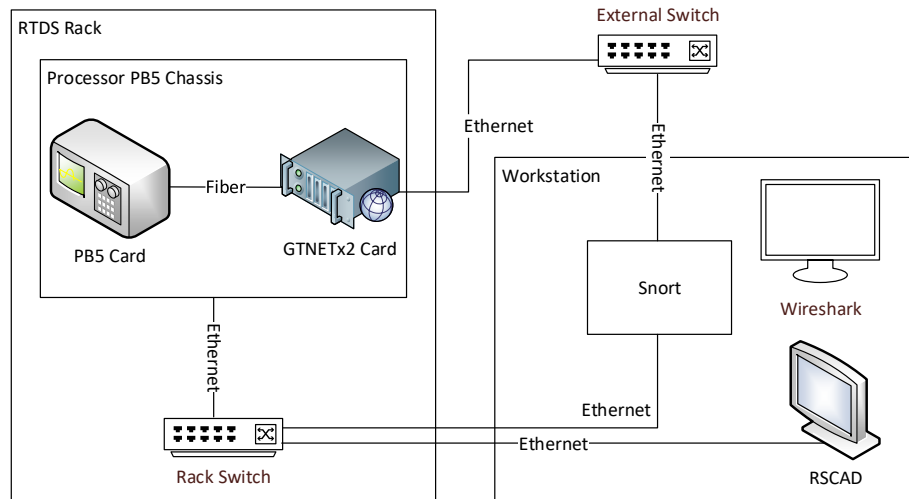 External Switch
RTDS Rack
Processor PB5 Chassis
Ethernet
Ethernet
Workstation
Fiber
PB5 Card
GTNETx2 Card
Snort
Wireshark
Ethernet
Ethernet
Ethernet
Rack Switch
RSCAD